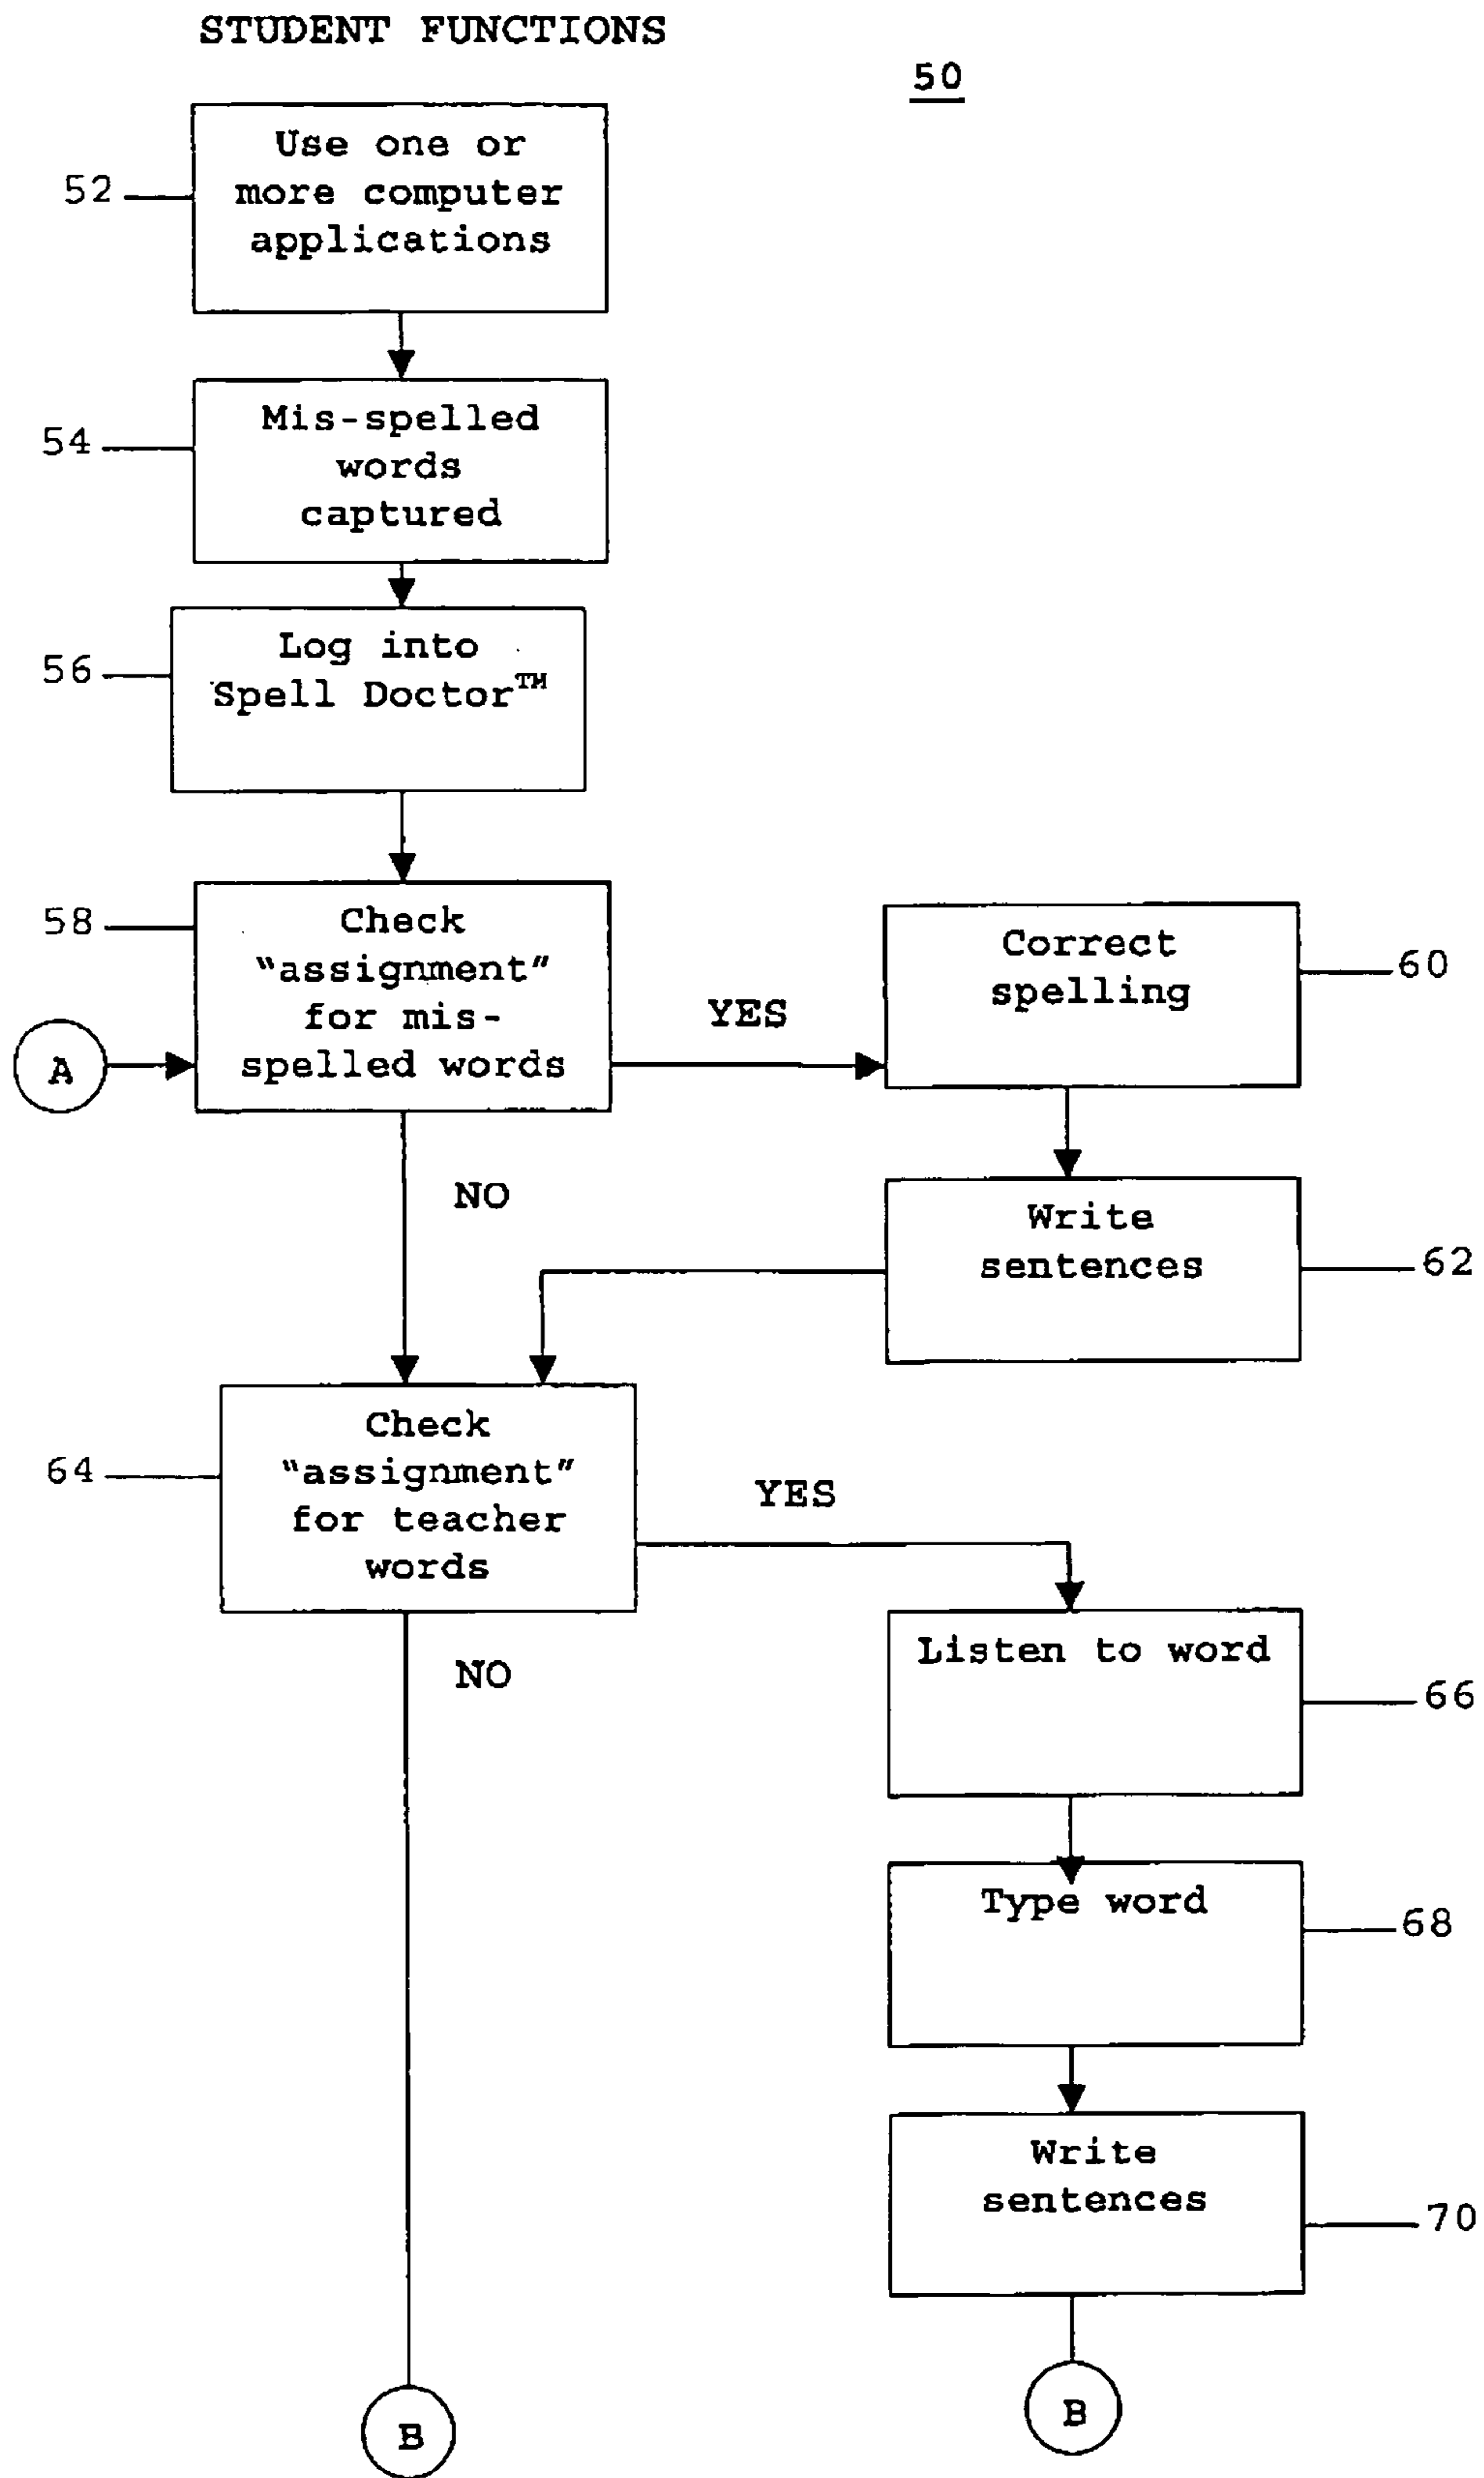 STUDENT FUNCTIONS
50
Use one or
more computer
applications
52
Mis-spelled
words
captured
54
Log into
Spell Doctor™
56
Check
"assignment"
for mis-
spelled words
58
A
YES
NO
Correct
spelling
60
Write
sentences
62
Check
"assignment"
for teacher
words
64
YES
NO
Listen to word
66
Type word
68
Write
sentences
70
B
B